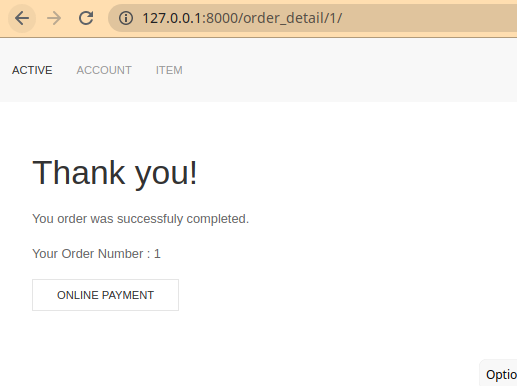 127.0.0.1:8000/order_detail/1/
ACTIVE ACCOUNT ITEM
Thank you!
You order was successfuly completed.
Your Order Number : 1
ONLINE PAYMENT
Optio